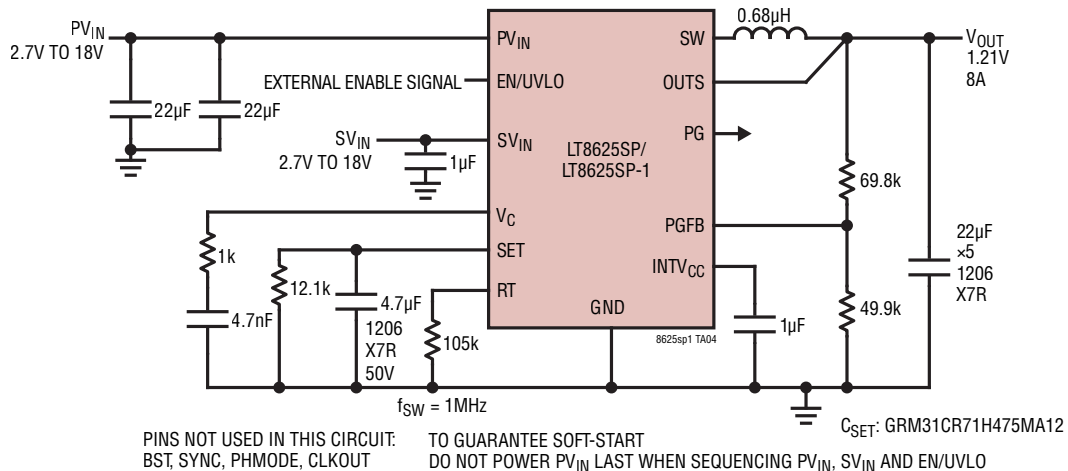 PVIN
2.7V TO 18V
22µF
22µF
EXTERNAL ENABLE SIGNAL
SVIN
2.7V TO 18V
1µF
1k
4.7nF
12.1k
4.7µF
1206
X7R
50V
105k
fSW = 1MHz
PVIN
EN/UVLO
SVIN
VC
SET
RT
LT8625SP/
LT8625SP-1
GND
SW
OUTS
PG
PGFB
INTVCC
8625sp1 TA04
0.68µH
VOUT
1.21V
8A
69.8k
49.9k
1µF
22µF
×5
1206
X7R
CSET: GRM31CR71H475MA12
PINS NOT USED IN THIS CIRCUIT:
BST, SYNC, PHMODE, CLKOUT
TO GUARANTEE SOFT-START
DO NOT POWER PVIN LAST WHEN SEQUENCING PVIN, SVIN AND EN/UVLO